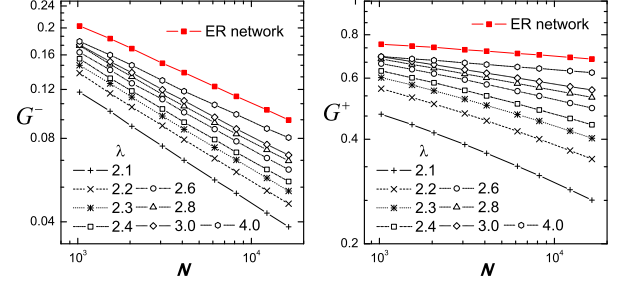 0.24
0.2
0.16
0.12
0.08
0.04
G⁻
ER network
λ
2.1
2.2 2.6
2.3 2.8
2.4 3.0 4.0
10³ 10⁴
N
1
0.8
0.6
0.4
0.2
G⁺
ER network
λ
2.1
2.2 2.6
2.3 2.8
2.4 3.0 4.0
10³ 10⁴
N